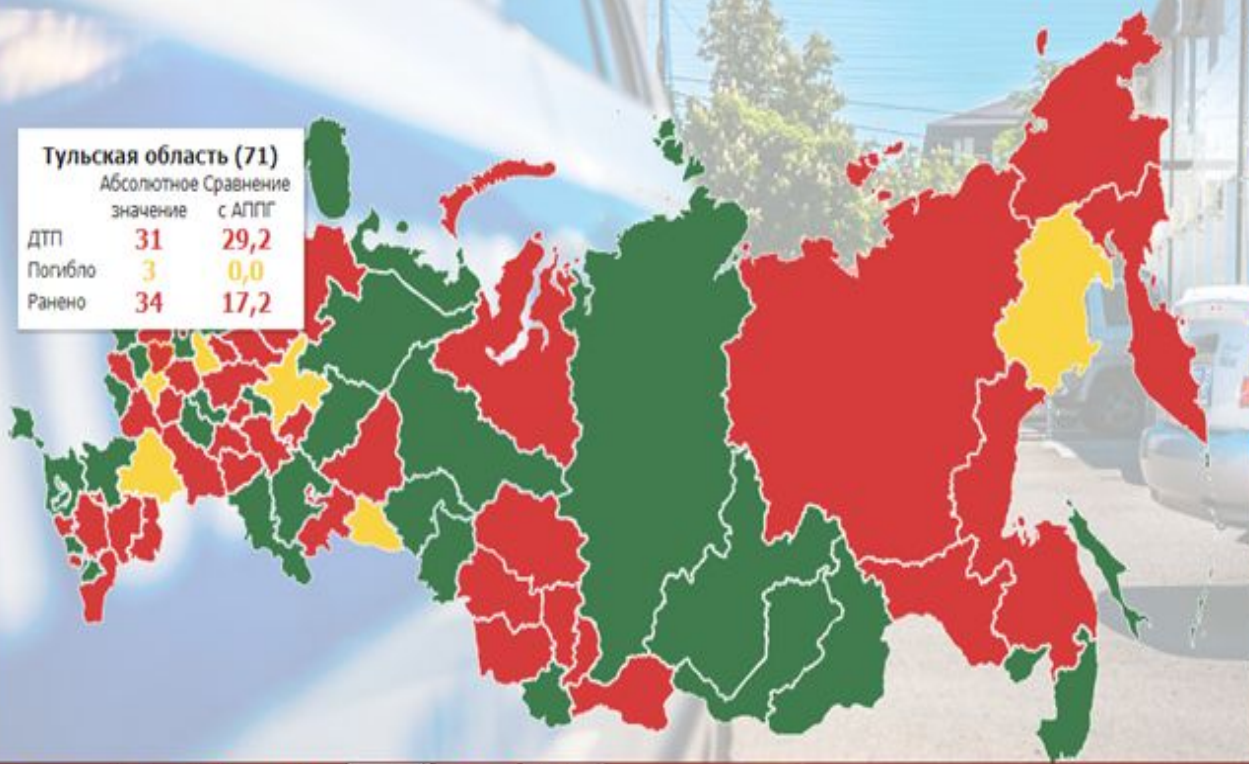 Тульская область (71)
Абсолютное Сравнение
значение с АППГ
ДТП 31 29,2
Погибло 3 0,0
Ранено 34 17,2